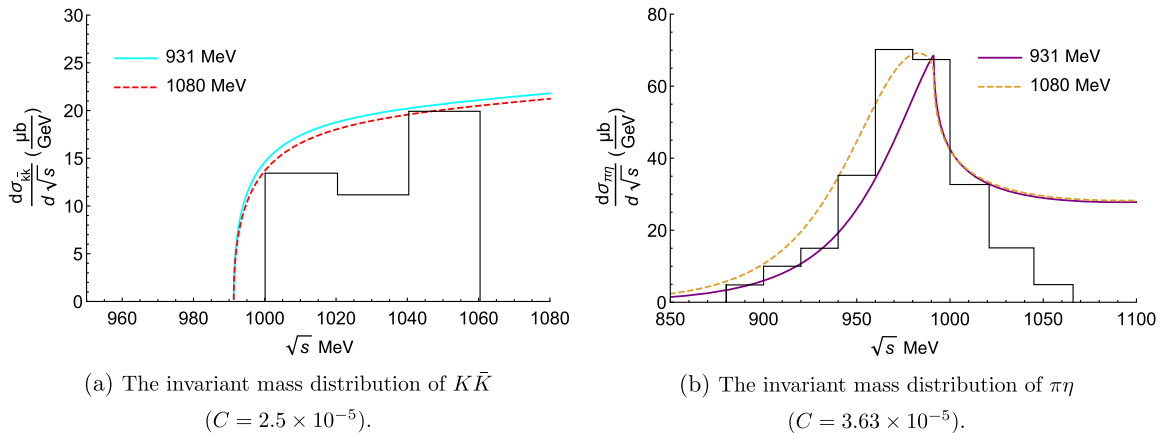 30
25
20
15
10
5
0
dσ_{kk̄} / d√s (μb / GeV)
931 MeV
1080 MeV
960 980 1000 1020 1040 1060 1080
√s MeV
(a) The invariant mass distribution of KK̄
(C = 2.5 × 10⁻⁵).
80
60
40
20
0
dσ_{πη} / d√s (μb / GeV)
931 MeV
1080 MeV
850 900 950 1000 1050 1100
√s MeV
(b) The invariant mass distribution of πη
(C = 3.63 × 10⁻⁵).